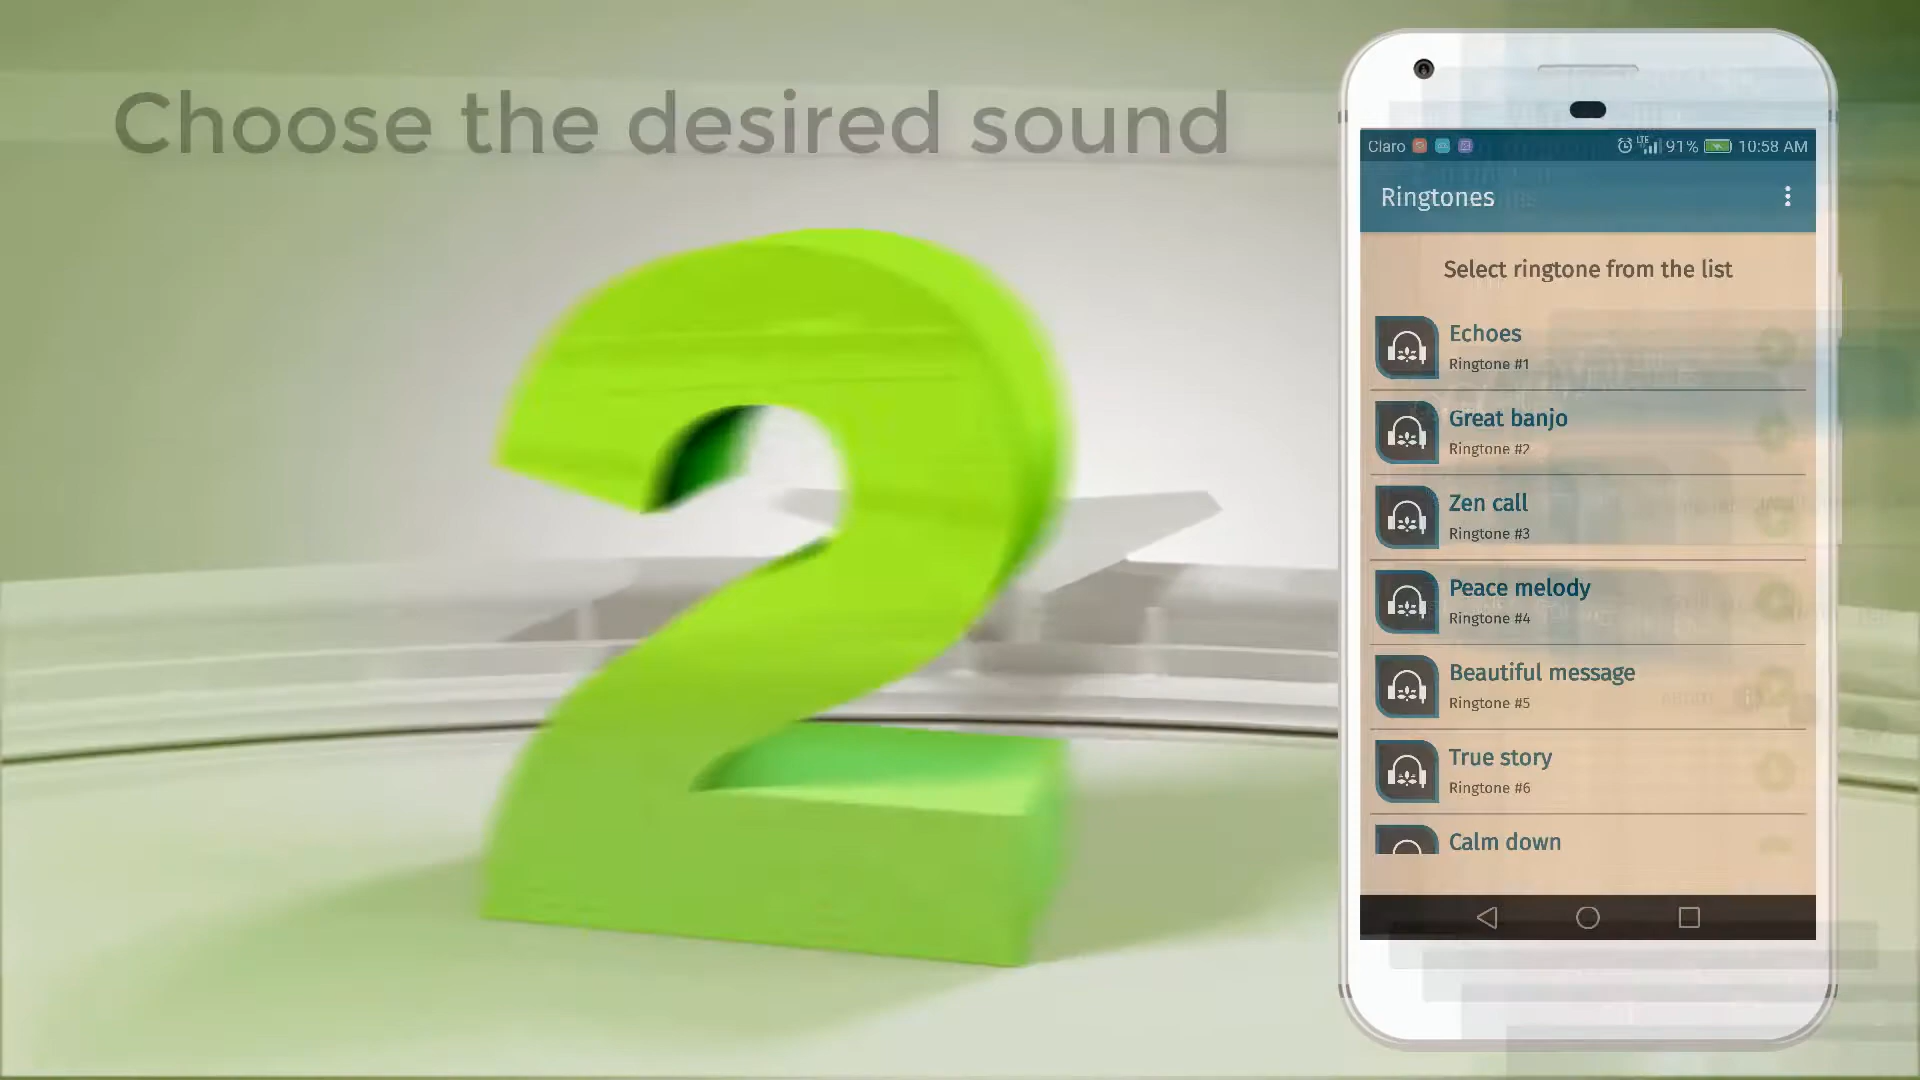 Choose the desired sound
2
Claro 91% 10:58 AM
Ringtones
Select ringtone from the list
Echoes
Ringtone #1
Great banjo
Ringtone #2
Zen call
Ringtone #3
Peace melody
Ringtone #4
Beautiful message
Ringtone #5
True story
Ringtone #6
Calm down